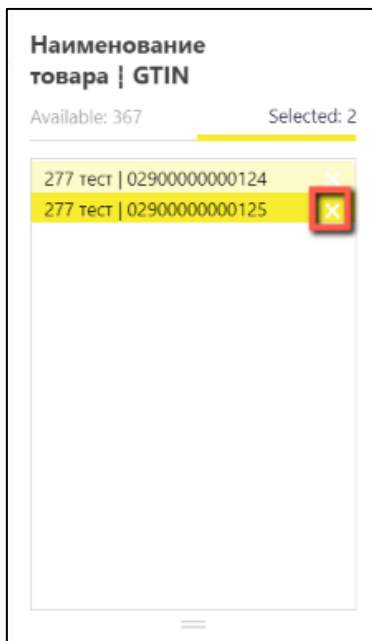 Наименование
товара ¦ GTIN
Available: 367 Selected: 2
277 тест | 02900000000124
277 тест | 02900000000125